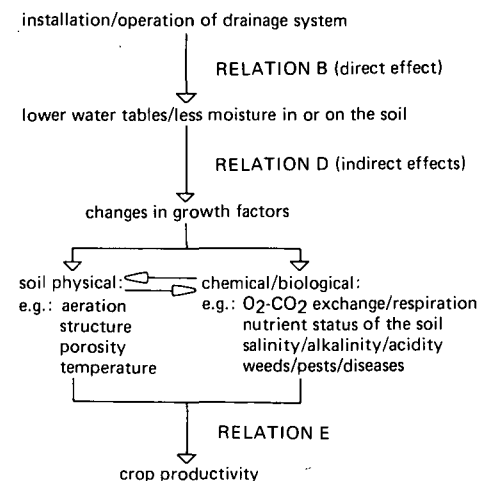 installation/operation of drainage system
RELATION B (direct effect)
lower water tables/less moisture in or on the soil
RELATION D (indirect effects)
changes in growth factors
soil physical:
e.g.: aeration
structure
porosity
temperature
chemical/biological:
e.g.: O2-CO2 exchange/respiration
nutrient status of the soil
salinity/alkalinity/acidity
weeds/pests/diseases
RELATION E
crop productivity